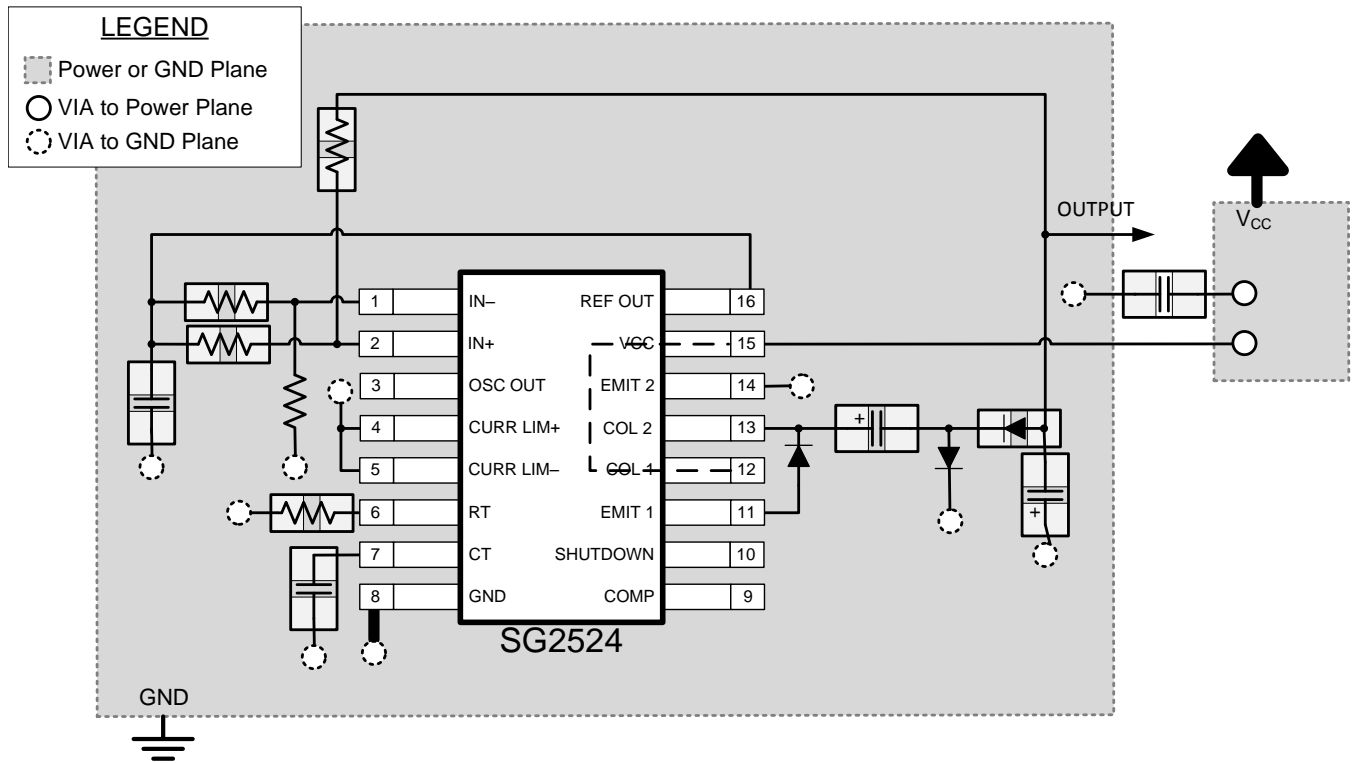 LEGEND
Power or GND Plane
VIA to Power Plane
VIA to GND Plane
OUTPUT
VCC
1 IN– REF OUT 16
2 IN+ VCC 15
3 OSC OUT EMIT 2 14
4 CURR LIM+ COL 2 13
5 CURR LIM– COL 1 12
6 RT EMIT 1 11
7 CT SHUTDOWN 10
8 GND COMP 9
+
+
SG2524
GND